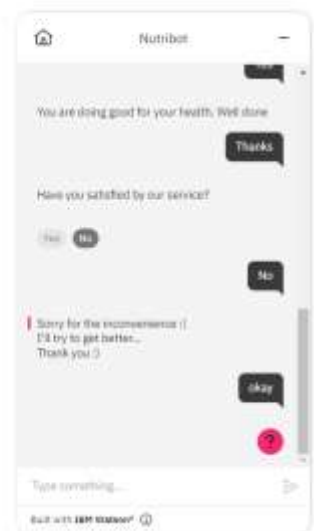 Nutribot
You are doing good for your health. Well done
Thanks
Have you satisfied by our service?
Yes No
No
Sorry for the inconvenience :(
I'll try to get better...
Thank you :)
okay
?
Type something...
Built with IBM Watson®